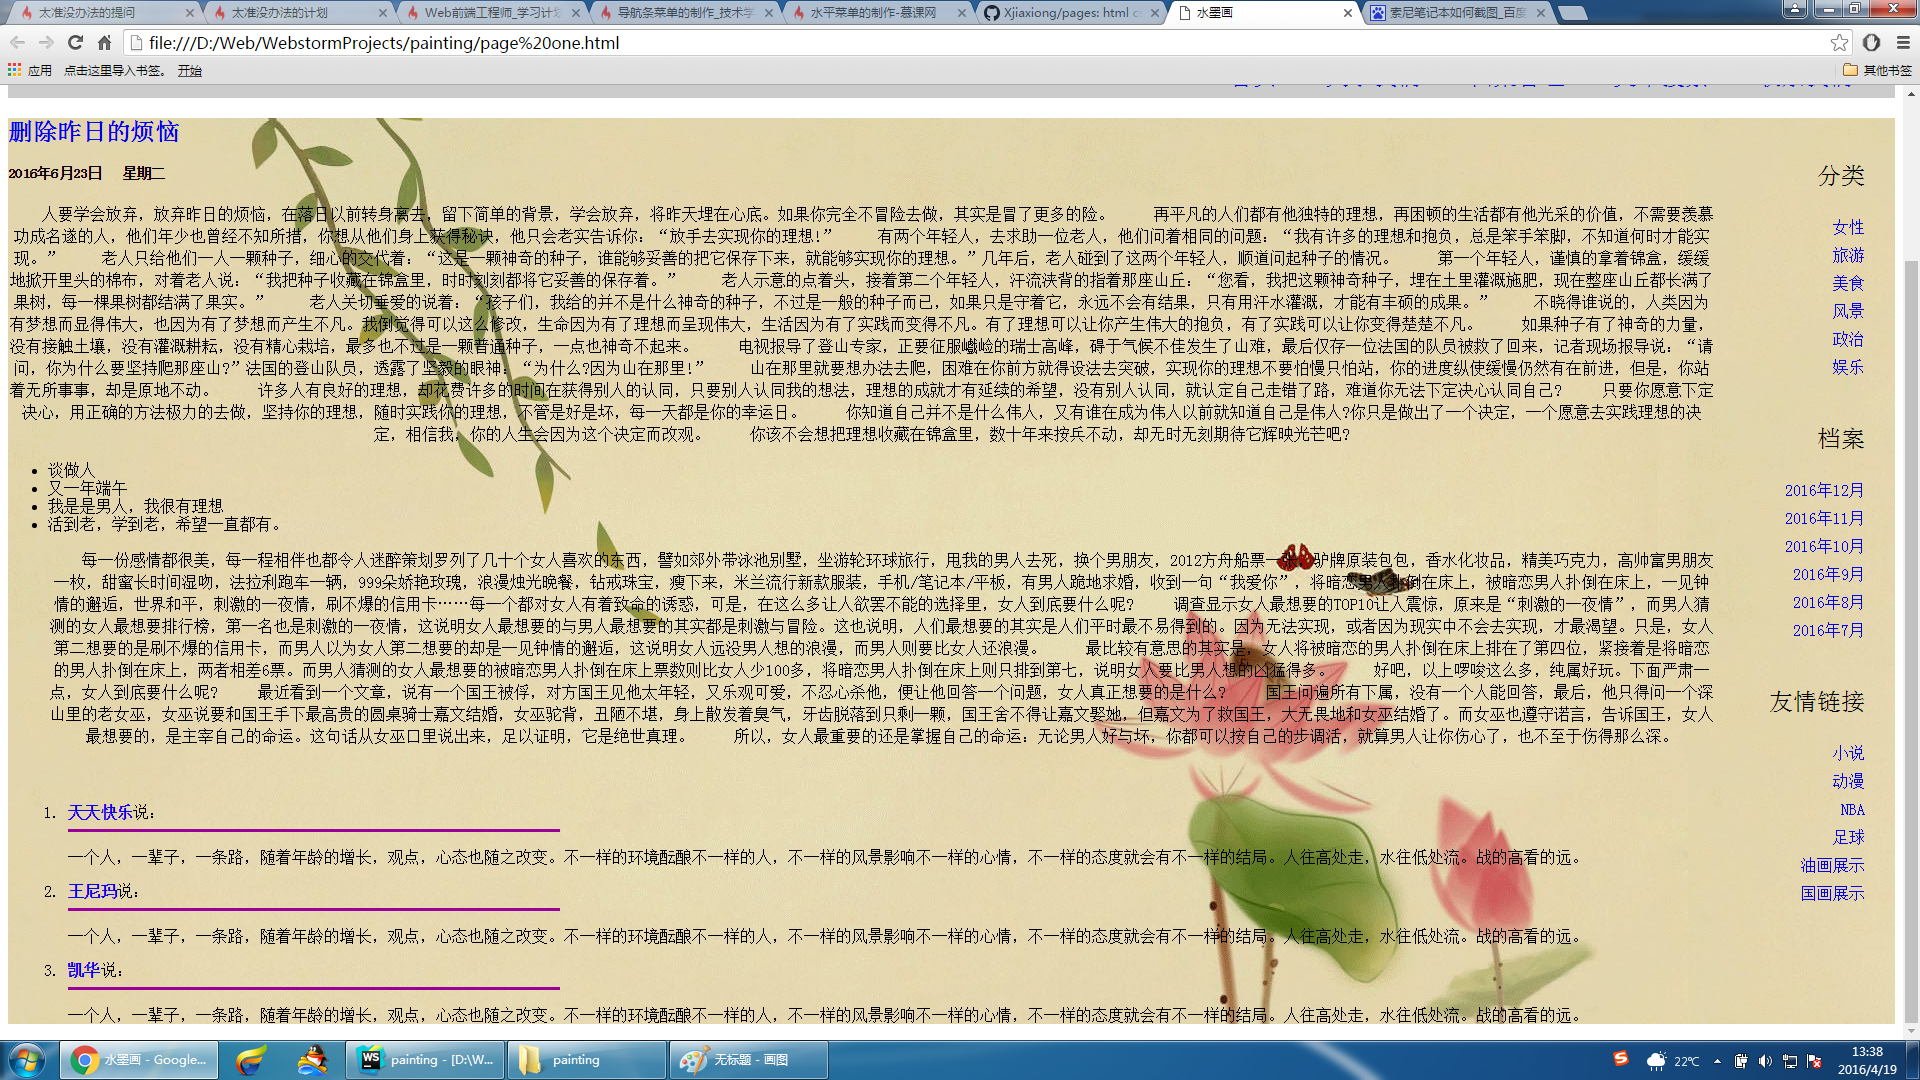 太准没办法的提问
太准没办法的计划
Web前端工程师_学习计划
导航条菜单的制作_技术学
水平菜单的制作-慕课网
Xjiaxiong/pages: html c
水墨画
索尼笔记本如何截图_百度
file:///D:/Web/WebstormProjects/painting/page%20one.html
应用 点击这里导入书签。 开始
其他书签
删除昨日的烦恼
2016年6月23日 星期二
人要学会放弃，放弃昨日的烦恼，在落日以前转身离去，留下简单的背景，学会放弃，将昨天埋在心底。如果你完全不冒险去做，其实是冒了更多的险。 再平凡的人们都有他独特的理想，再困顿的生活都有他光采的价值，不需要羡慕
功成名遂的人，他们年少也曾经不知所措，你想从他们身上获得秘诀，他只会老实告诉你：“放手去实现你的理想!” 有两个年轻人，去求助一位老人，他们问着相同的问题：“我有许多的理想和抱负，总是笨手笨脚，不知道何时才能实
现。” 老人只给他们一人一颗种子，细心的交代着：“这是一颗神奇的种子，谁能够妥善的把它保存下来，就能够实现你的理想。”几年后，老人碰到了这两个年轻人，顺道问起种子的情况。 第一个年轻人，谨慎的拿着锦盒，缓缓
地掀开里头的棉布，对着老人说：“我把种子收藏在锦盒里，时时刻刻都将它妥善的保存着。” 老人示意的点着头，接着第二个年轻人，汗流浃背的指着那座山丘：“您看，我把这颗神奇种子，埋在土里灌溉施肥，现在整座山丘都长满了
果树，每一棵果树都结满了果实。” 老人关切垂爱的说着：“孩子们，我给的并不是什么神奇的种子，不过是一般的种子而已，如果只是守着它，永远不会有结果，只有用汗水灌溉，才能有丰硕的成果。” 不晓得谁说的，人类因为
有梦想而显得伟大，也因为有了梦想而产生不凡。我倒觉得可以这么修改，生命因为有了理想而呈现伟大，生活因为有了实践而变得不凡。有了理想可以让你产生伟大的抱负，有了实践可以让你变得楚楚不凡。 如果种子有了神奇的力量，
没有接触土壤，没有灌溉耕耘，没有精心栽培，最多也不过是一颗普通种子，一点也神奇不起来。 电视报导了登山专家，正要征服巉崄的瑞士高峰，碍于气候不佳发生了山难，最后仅存一位法国的队员被救了回来，记者现场报导说：“请
问，你为什么要坚持爬那座山?”法国的登山队员，透露了坚毅的眼神：“为什么?因为山在那里!” 山在那里就要想办法去爬，困难在你前方就得设法去突破，实现你的理想不要怕慢只怕站，你的进度纵使缓慢仍然有在前进，但是，你站
着无所事事，却是原地不动。 许多人有良好的理想，却花费许多的时间在获得别人的认同，只要别人认同我的想法，理想的成就才有延续的希望，没有别人认同，就认定自己走错了路，难道你无法下定决心认同自己? 只要你愿意下定
决心，用正确的方法极力的去做，坚持你的理想，随时实践你的理想，不管是好是坏，每一天都是你的幸运日。 你知道自己并不是什么伟人，又有谁在成为伟人以前就知道自己是伟人?你只是做出了一个决定，一个愿意去实践理想的决
定，相信我，你的人生会因为这个决定而改观。 你该不会想把理想收藏在锦盒里，数十年来按兵不动，却无时无刻期待它辉映光芒吧?
谈做人
又一年端午
我是是男人，我很有理想
活到老，学到老，希望一直都有。
每一份感情都很美，每一程相伴也都令人迷醉策划罗列了几十个女人喜欢的东西，譬如郊外带泳池别墅，坐游轮环球旅行，甩我的男人去死，换个男朋友，2012方舟船票一张，驴牌原装包包，香水化妆品，精美巧克力，高帅富男朋友
一枚，甜蜜长时间湿吻，法拉利跑车一辆，999朵娇艳玫瑰，浪漫烛光晚餐，钻戒珠宝，瘦下来，米兰流行新款服装，手机/笔记本/平板，有男人跪地求婚，收到一句“我爱你”，将暗恋男人扑倒在床上，被暗恋男人扑倒在床上，一见钟
情的邂逅，世界和平，刺激的一夜情，刷不爆的信用卡……每一个都对女人有着致命的诱惑，可是，在这么多让人欲罢不能的选择里，女人到底要什么呢? 调查显示女人最想要的TOP10让人震惊，原来是“刺激的一夜情”，而男人猜
测的女人最想要排行榜，第一名也是刺激的一夜情，这说明女人最想要的与男人最想要的其实都是刺激与冒险。这也说明，人们最想要的其实是人们平时最不易得到的。因为无法实现，或者因为现实中不会去实现，才最渴望。只是，女人
第二想要的是刷不爆的信用卡，而男人以为女人第二想要的却是一见钟情的邂逅，这说明女人远没男人想的浪漫，而男人则要比女人还浪漫。 最比较有意思的其实是，女人将被暗恋的男人扑倒在床上排在了第四位，紧接着是将暗恋
的男人扑倒在床上，两者相差6票。而男人猜测的女人最想要的被暗恋男人扑倒在床上票数则比女人少100多，将暗恋男人扑倒在床上则只排到第七，说明女人要比男人想的凶猛得多。 好吧，以上啰唆这么多，纯属好玩。下面严肃一
点，女人到底要什么呢? 最近看到一个文章，说有一个国王被俘，对方国王见他太年轻，又乐观可爱，不忍心杀他，便让他回答一个问题，女人真正想要的是什么? 国王问遍所有下属，没有一个人能回答，最后，他只得问一个深
山里的老女巫，女巫说要和国王手下最高贵的圆桌骑士嘉文结婚，女巫驼背，丑陋不堪，身上散发着臭气，牙齿脱落到只剩一颗，国王舍不得让嘉文娶她，但嘉文为了救国王，大无畏地和女巫结婚了。而女巫也遵守诺言，告诉国王，女人
最想要的，是主宰自己的命运。这句话从女巫口里说出来，足以证明，它是绝世真理。 所以，女人最重要的还是掌握自己的命运：无论男人好与坏，你都可以按自己的步调活，就算男人让你伤心了，也不至于伤得那么深。
1. 天天快乐说：
一个人，一辈子，一条路，随着年龄的增长，观点，心态也随之改变。不一样的环境酝酿不一样的人，不一样的风景影响不一样的心情，不一样的态度就会有不一样的结局。人往高处走，水往低处流。战的高看的远。
2. 王尼玛说：
一个人，一辈子，一条路，随着年龄的增长，观点，心态也随之改变。不一样的环境酝酿不一样的人，不一样的风景影响不一样的心情，不一样的态度就会有不一样的结局。人往高处走，水往低处流。战的高看的远。
3. 凯华说：
一个人，一辈子，一条路，随着年龄的增长，观点，心态也随之改变。不一样的环境酝酿不一样的人，不一样的风景影响不一样的心情，不一样的态度就会有不一样的结局。人往高处走，水往低处流。战的高看的远。
分类
女性
旅游
美食
风景
政治
娱乐
档案
2016年12月
2016年11月
2016年10月
2016年9月
2016年8月
2016年7月
友情链接
小说
动漫
NBA
足球
油画展示
国画展示
水墨画 - Google...
painting - [D:\W...
painting
无标题 - 画图
22℃
13:38
2016/4/19